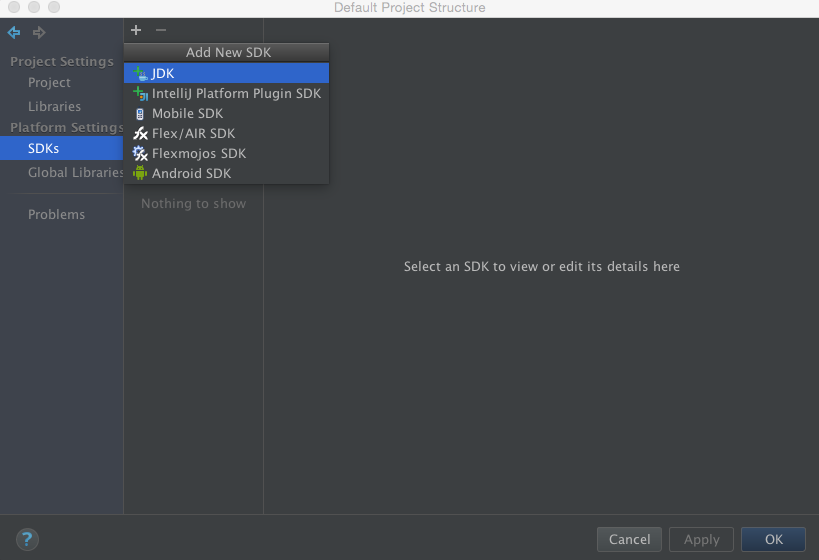 Default Project Structure
Add New SDK
Project Settings
Project
Libraries
Platform Settings
SDKs
Global Libraries
Problems
JDK
IntelliJ Platform Plugin SDK
Mobile SDK
Flex/AIR SDK
Flexmojos SDK
Android SDK
Nothing to show
Select an SDK to view or edit its details here
?
Cancel
Apply
OK